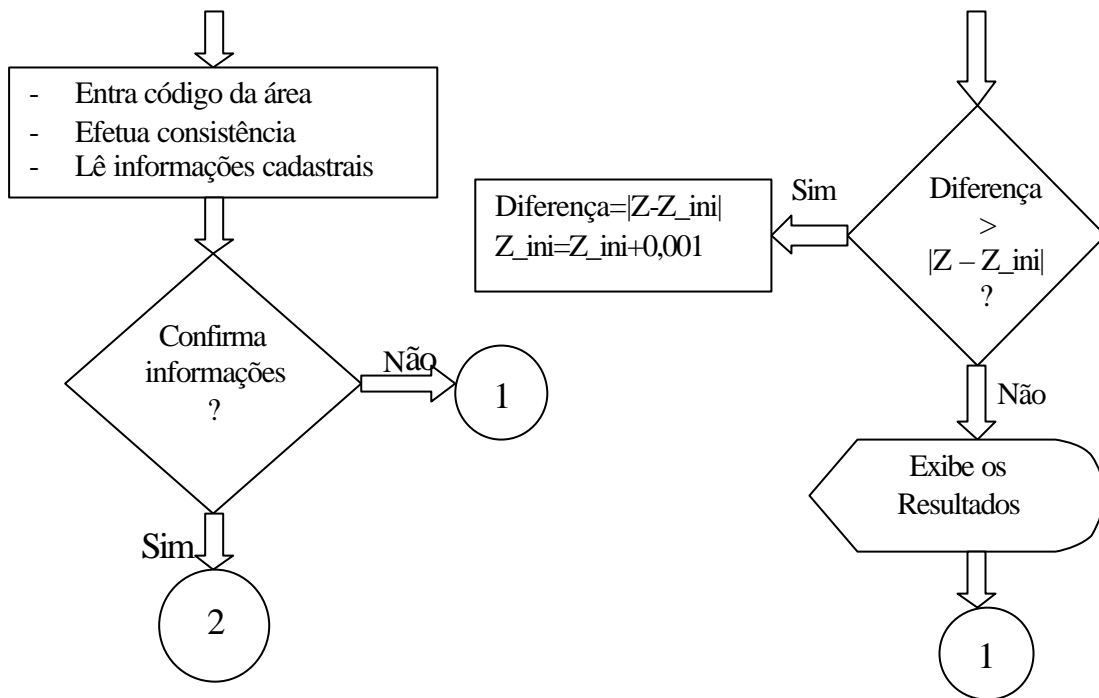 - Entra código da área
- Efetua consistência
- Lê informações cadastrais
Confirma
informações
?
Não
1
Sim
2
Diferença
>
|Z – Z_ini|
?
Sim
Diferença=|Z-Z_ini|
Z_ini=Z_ini+0,001
Não
Exibe os
Resultados
1